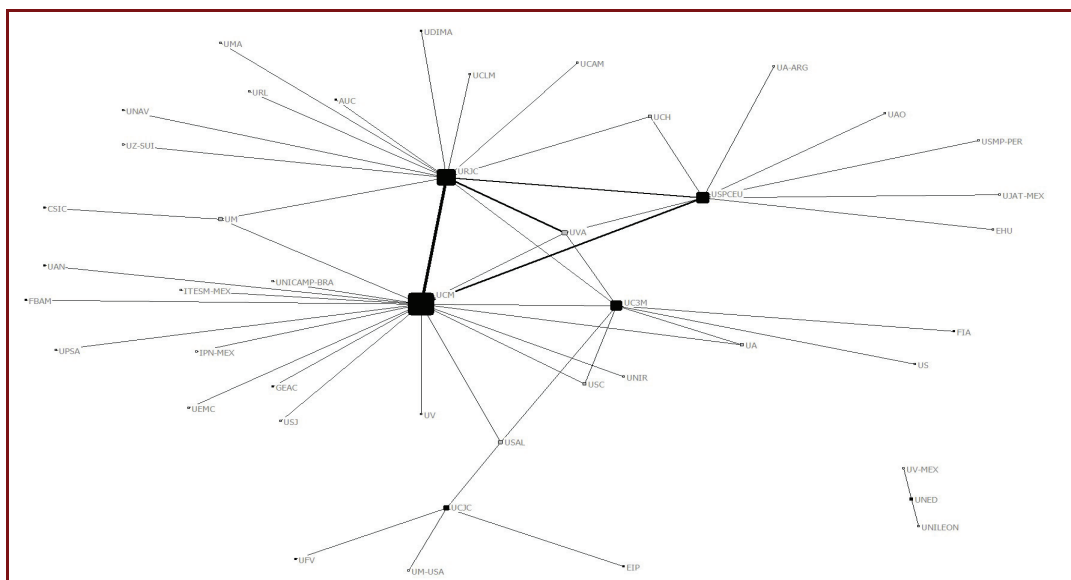 UDIMA
UMA
UCAM
UA-ARG
UCLM
URL
AUC
UNAV
UCH
UAO
USMP-PER
UZ-SUI
URJC
USPCEU
UJAT-MEX
CSIC
UM
UVA
EHU
UAN
UNICAMP-BRA
ITESM-MEX
UCM
FBAM
UC3M
FIA
UPSA
IPN-MEX
UA
US
UNIR
USC
GEAC
UEMC
USJ
UV
USAL
UV-MEX
UNED
UCJC
UNILEON
UFV
UM-USA
EIP